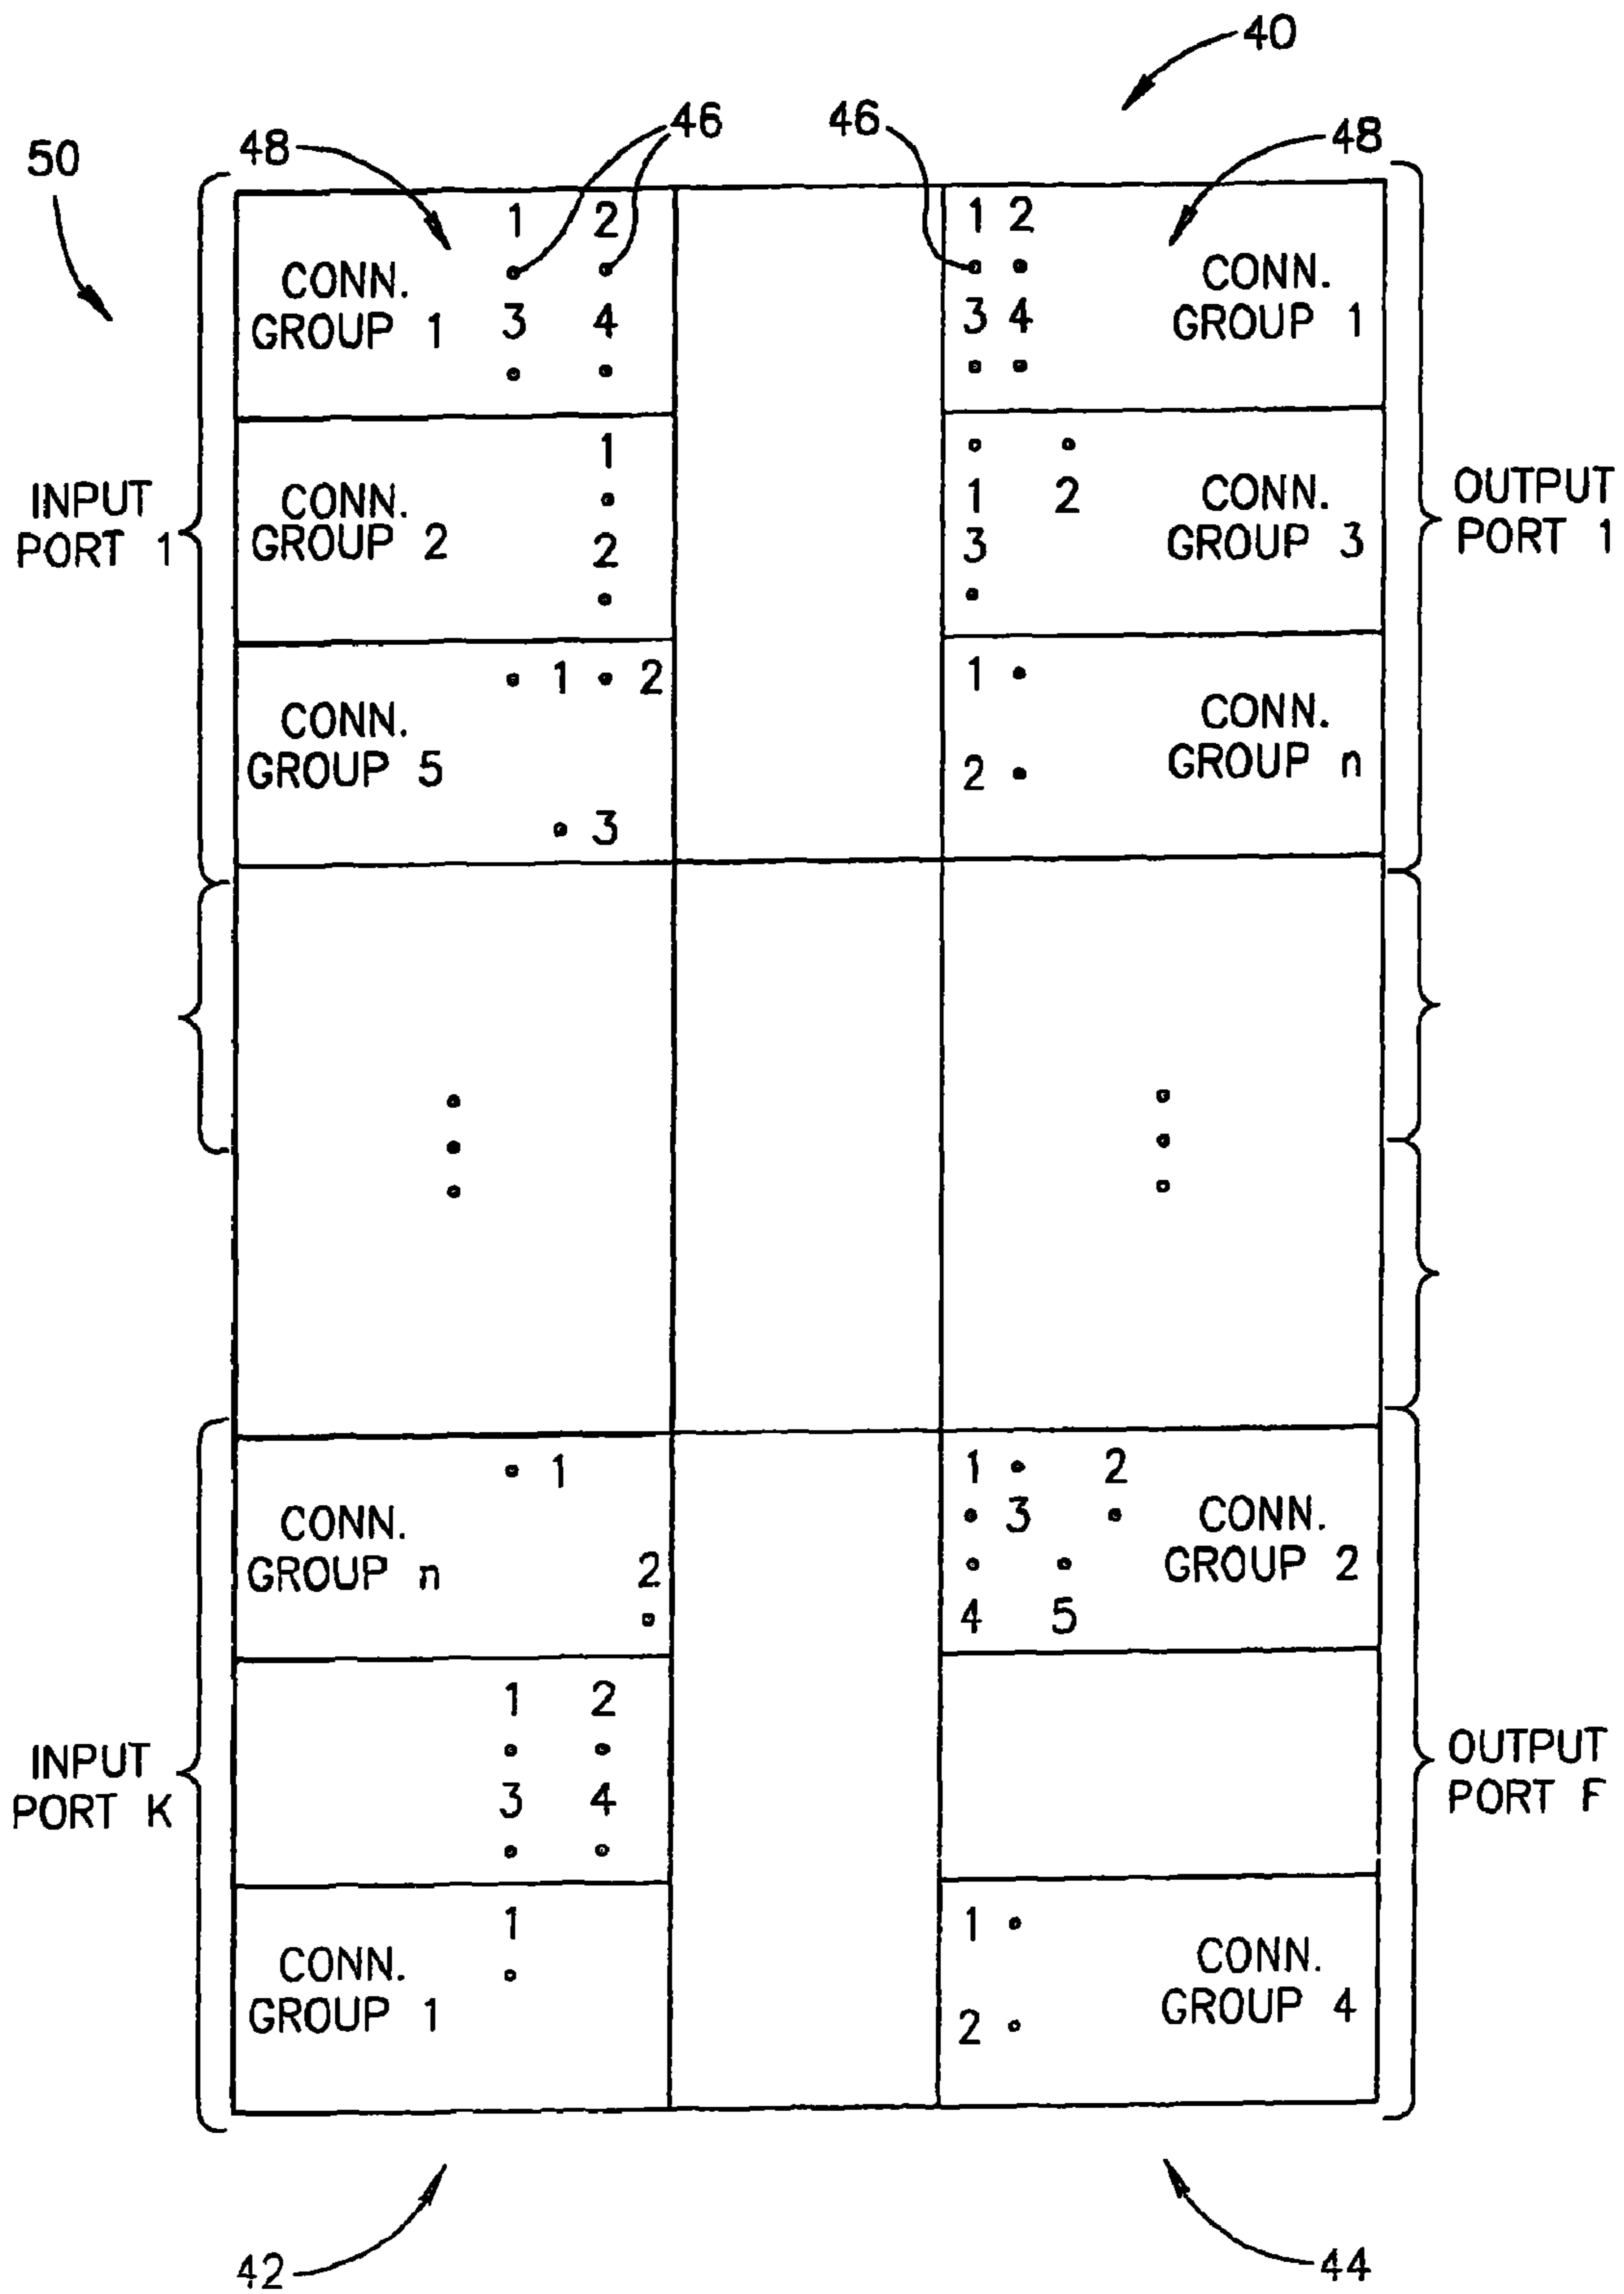 40
46
46
48
48
50
1 2
CONN.
GROUP 1
3 4
1 2
3 4
CONN.
GROUP 1
INPUT
PORT 1
CONN.
GROUP 2
1
2
1 2
3
CONN.
GROUP 3
OUTPUT
PORT 1
1 2
CONN.
GROUP 5
3
1
2
CONN.
GROUP n
1
CONN.
GROUP n
2
1 2
3
4 5
CONN.
GROUP 2
INPUT
PORT K
1 2
3 4
OUTPUT
PORT F
1
CONN.
GROUP 1
1
2
CONN.
GROUP 4
42
44